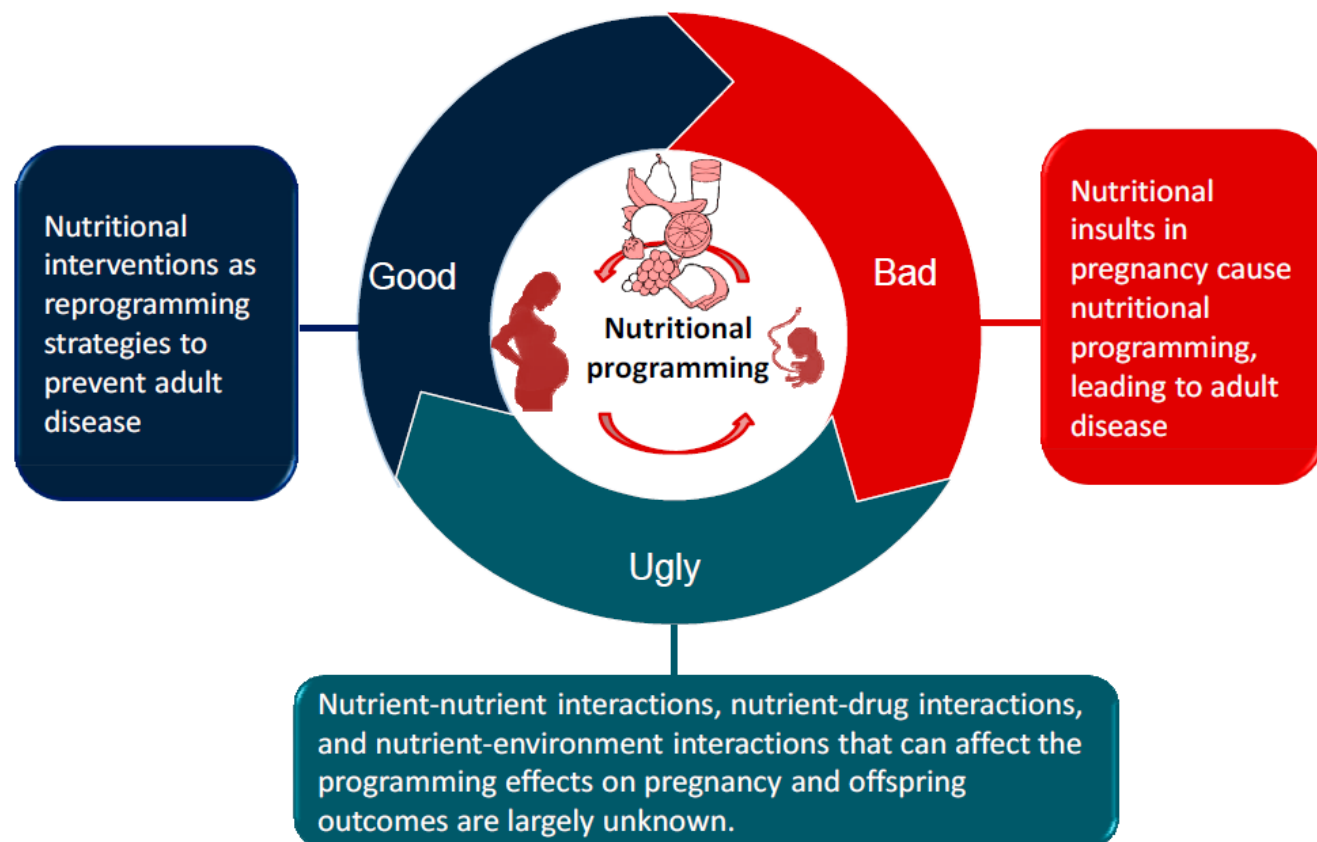 Nutritional
interventions as
reprogramming
strategies to
prevent adult
disease
Good
Nutritional
programming
Bad
Nutritional
insults in
pregnancy cause
nutritional
programming,
leading to adult
disease
Ugly
Nutrient-nutrient interactions, nutrient-drug interactions,
and nutrient-environment interactions that can affect the
programming effects on pregnancy and offspring
outcomes are largely unknown.